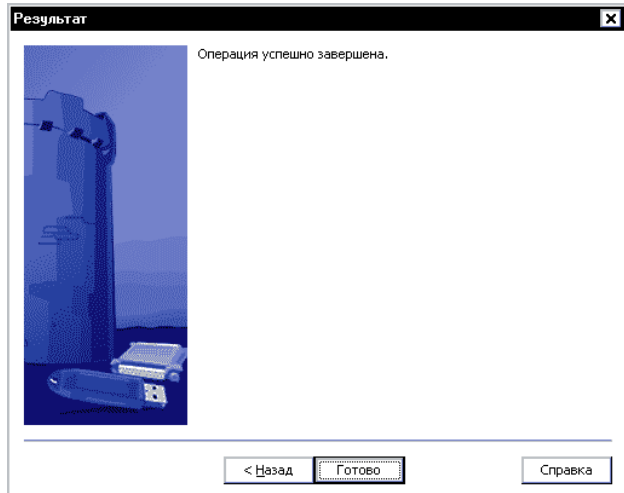 Результат
Операция успешно завершена.
< Назад
Готово
Справка